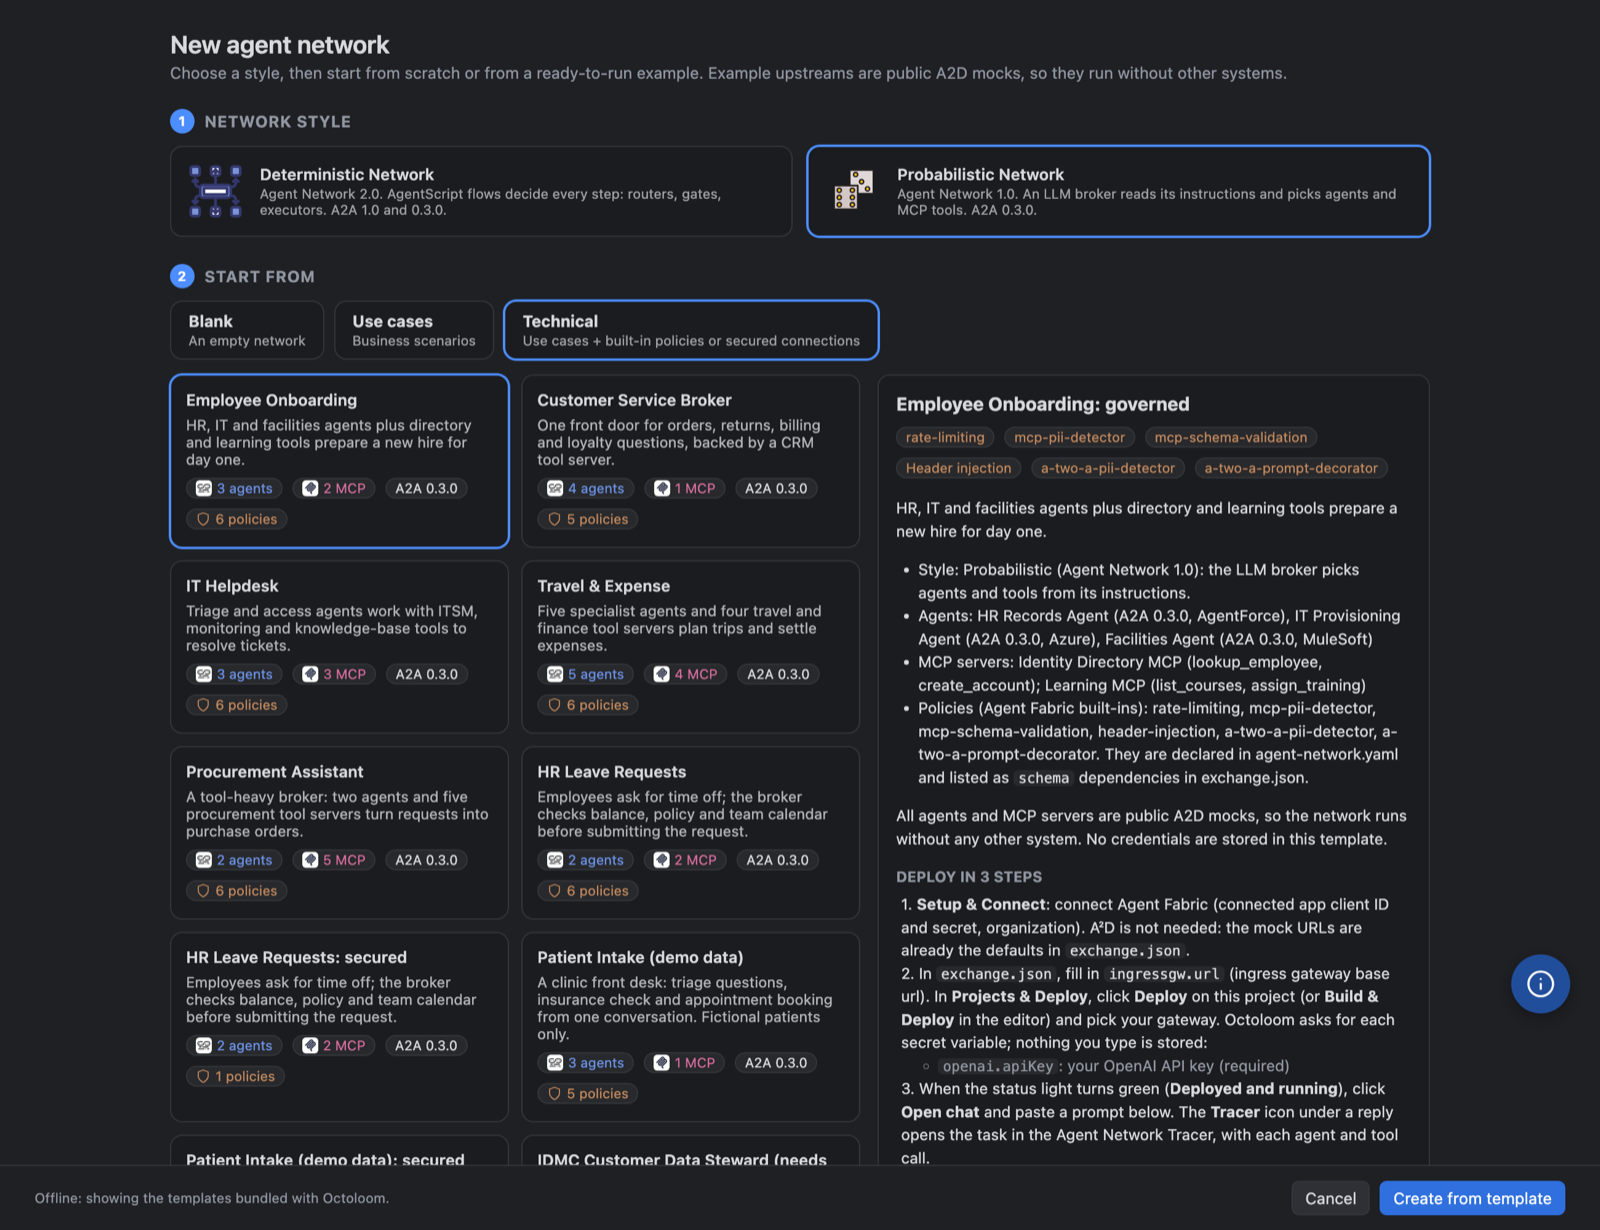 New agent network
Choose a style, then start from scratch or from a ready-to-run example. Example upstreams are public A2D mocks, so they run without other systems.
1 NETWORK STYLE
Deterministic Network
Agent Network 2.0. AgentScript flows decide every step: routers, gates,
executors. A2A 1.0 and 0.3.0.
Probabilistic Network
Agent Network 1.0. An LLM broker reads its instructions and picks agents and
MCP tools. A2A 0.3.0.
2 START FROM
Blank
An empty network
Use cases
Business scenarios
Technical
Use cases + built-in policies or secured connections
Employee Onboarding
HR, IT and facilities agents plus directory
and learning tools prepare a new hire for
day one.
3 agents 2 MCP A2A 0.3.0
6 policies
Customer Service Broker
One front door for orders, returns, billing
and loyalty questions, backed by a CRM
tool server.
4 agents 1 MCP A2A 0.3.0
5 policies
IT Helpdesk
Triage and access agents work with ITSM,
monitoring and knowledge-base tools to
resolve tickets.
3 agents 3 MCP A2A 0.3.0
6 policies
Travel & Expense
Five specialist agents and four travel and
finance tool servers plan trips and settle
expenses.
5 agents 4 MCP A2A 0.3.0
6 policies
Procurement Assistant
A tool-heavy broker: two agents and five
procurement tool servers turn requests into
purchase orders.
2 agents 5 MCP A2A 0.3.0
6 policies
HR Leave Requests
Employees ask for time off; the broker
checks balance, policy and team calendar
before submitting the request.
2 agents 2 MCP A2A 0.3.0
6 policies
HR Leave Requests: secured
Employees ask for time off; the broker
checks balance, policy and team calendar
before submitting the request.
2 agents 2 MCP A2A 0.3.0
1 policies
Patient Intake (demo data)
A clinic front desk: triage questions,
insurance check and appointment booking
from one conversation. Fictional patients
only.
3 agents 1 MCP A2A 0.3.0
5 policies
Patient Intake (demo data): secured
IDMC Customer Data Steward (needs
Employee Onboarding: governed
rate-limiting mcp-pii-detector mcp-schema-validation
Header injection a-two-a-pii-detector a-two-a-prompt-decorator
HR, IT and facilities agents plus directory and learning tools prepare a
new hire for day one.
• Style: Probabilistic (Agent Network 1.0): the LLM broker picks
agents and tools from its instructions.
• Agents: HR Records Agent (A2A 0.3.0, AgentForce), IT Provisioning
Agent (A2A 0.3.0, Azure), Facilities Agent (A2A 0.3.0, MuleSoft)
• MCP servers: Identity Directory MCP (lookup_employee,
create_account); Learning MCP (list_courses, assign_training)
• Policies (Agent Fabric built-ins): rate-limiting, mcp-pii-detector,
mcp-schema-validation, header-injection, a-two-a-pii-detector, a-
two-a-prompt-decorator. They are declared in agent-network.yaml
and listed as schema dependencies in exchange.json.
All agents and MCP servers are public A2D mocks, so the network runs
without any other system. No credentials are stored in this template.
DEPLOY IN 3 STEPS
1. Setup & Connect: connect Agent Fabric (connected app client ID
and secret, organization). A²D is not needed: the mock URLs are
already the defaults in exchange.json.
2. In exchange.json, fill in ingressgw.url (ingress gateway base
url). In Projects & Deploy, click Deploy on this project (or Build &
Deploy in the editor) and pick your gateway. Octoloom asks for each
secret variable; nothing you type is stored:
◦ openai.apiKey: your OpenAI API key (required)
3. When the status light turns green (Deployed and running), click
Open chat and paste a prompt below. The Tracer icon under a reply
opens the task in the Agent Network Tracer, with each agent and tool
call.
Offline: showing the templates bundled with Octoloom.
Cancel
Create from template